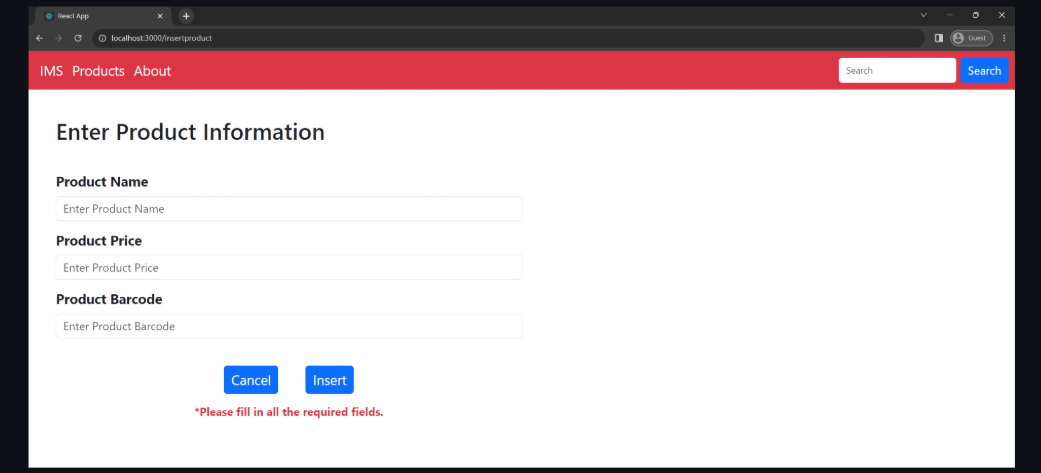 React App
localhost:3000/insertproduct
Guest
IMS Products About
Search
Search
Enter Product Information
Product Name
Enter Product Name
Product Price
Enter Product Price
Product Barcode
Enter Product Barcode
Cancel Insert
*Please fill in all the required fields.